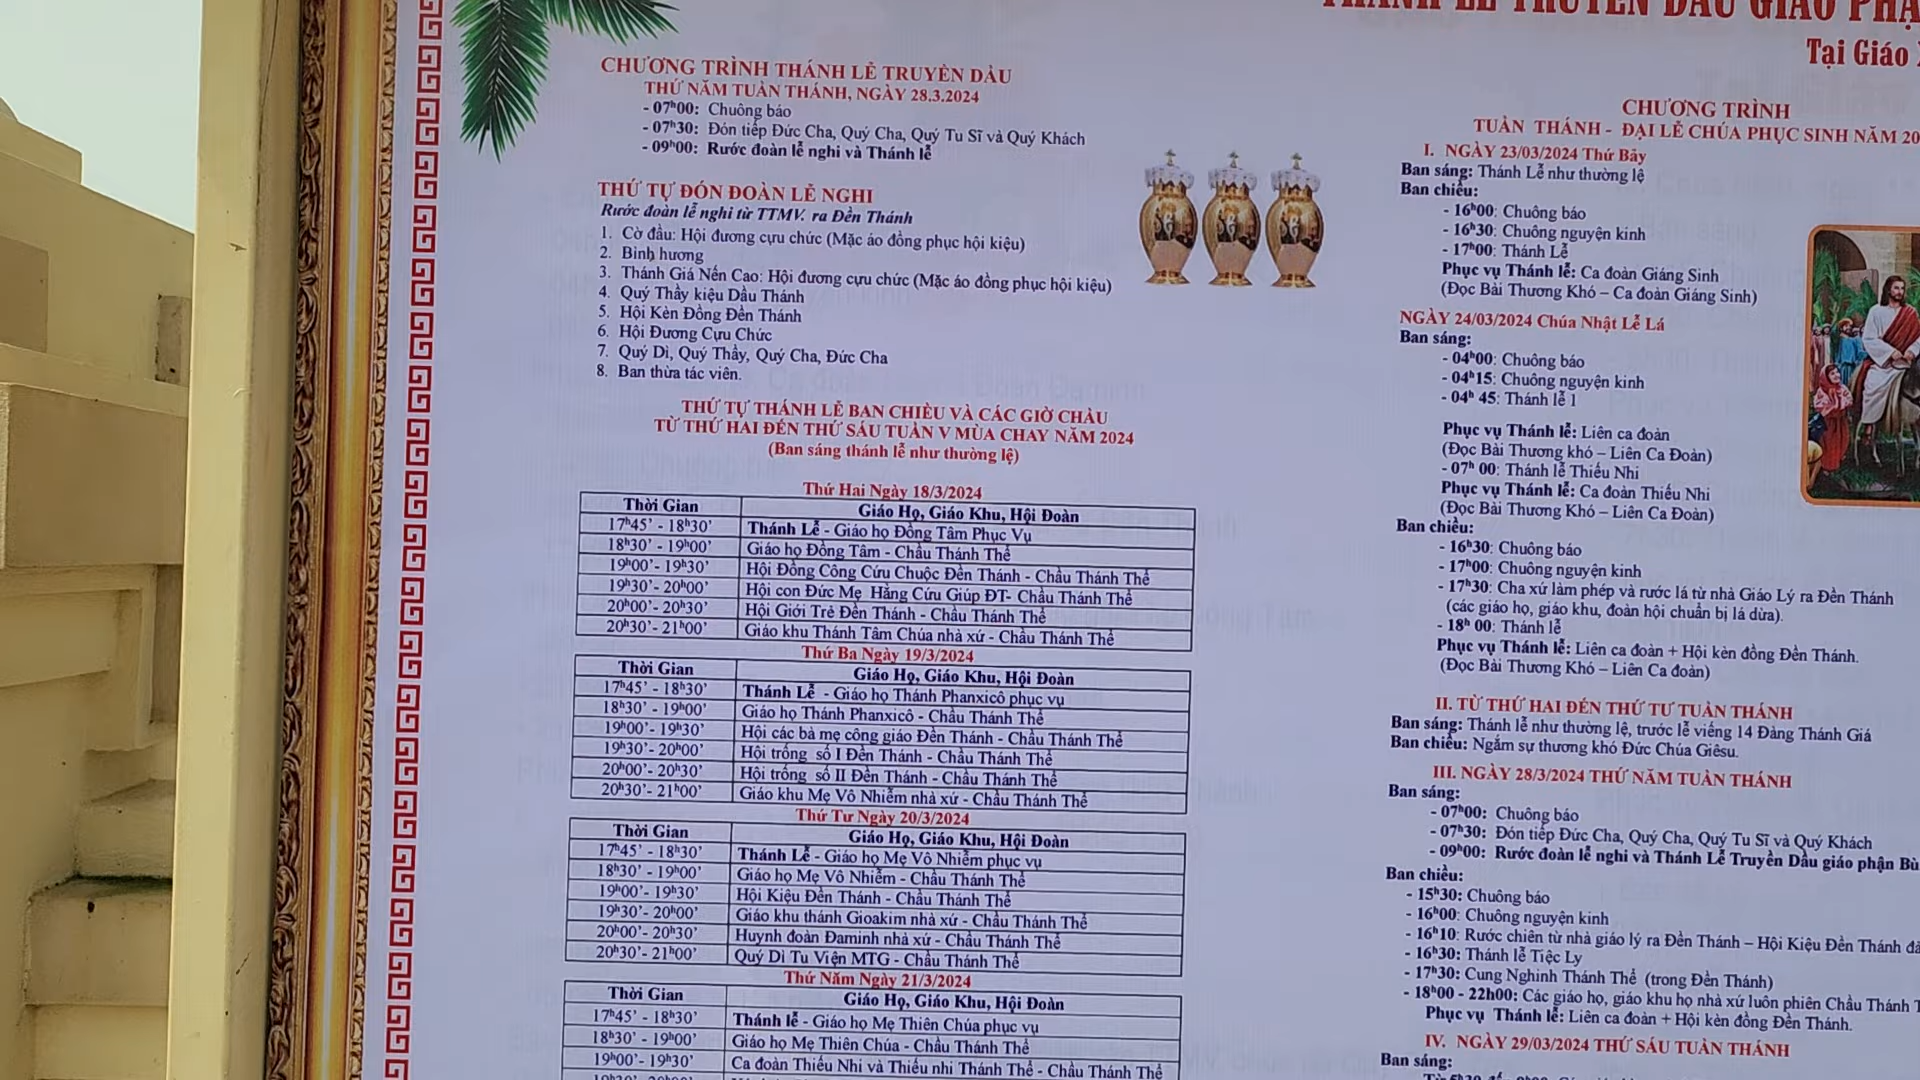 THÁNH LỄ TRUYỀN DẦU GIÁO PHẬ
Tại Giáo
CHƯƠNG TRÌNH THÁNH LỄ TRUYỀN DẦU
THỨ NĂM TUẦN THÁNH, NGÀY 28.3.2024
- 07h00: Chuông báo
- 07h30: Đón tiếp Đức Cha, Quý Cha, Quý Tu Sĩ và Quý Khách
- 09h00: Rước đoàn lễ nghi và Thánh lễ
THỨ TỰ ĐÓN ĐOÀN LỄ NGHI
Rước đoàn lễ nghi từ TTMV. ra Đền Thánh
1. Cờ đầu: Hội đương cựu chức (Mặc áo đồng phục hội kiệu)
2. Bình hương
3. Thánh Giá Nến Cao: Hội đương cựu chức (Mặc áo đồng phục hội kiệu)
4. Quý Thầy kiệu Dầu Thánh
5. Hội Kèn Đồng Đền Thánh
6. Hội Đương Cựu Chức
7. Quý Dì, Quý Thầy, Quý Cha, Đức Cha
8. Ban thừa tác viên.
THỨ TỰ THÁNH LỄ BAN CHIỀU VÀ CÁC GIỜ CHẦU
TỪ THỨ HAI ĐẾN THỨ SÁU TUẦN V MÙA CHAY NĂM 2024
(Ban sáng thánh lễ như thường lệ)
Thứ Hai Ngày 18/3/2024
Thời Gian Giáo Họ, Giáo Khu, Hội Đoàn
17h45' - 18h30' Thánh Lễ - Giáo họ Đồng Tâm Phục Vụ
18h30' - 19h00' Giáo họ Đồng Tâm - Chầu Thánh Thể
19h00' - 19h30' Hội Đồng Công Cứu Chuộc Đền Thánh - Chầu Thánh Thể
19h30' - 20h00' Hội con Đức Mẹ Hằng Cứu Giúp ĐT- Chầu Thánh Thể
20h00' - 20h30' Hội Giới Trẻ Đền Thánh - Chầu Thánh Thể
20h30' - 21h00' Giáo khu Thánh Tâm Chúa nhà xứ - Chầu Thánh Thể
Thứ Ba Ngày 19/3/2024
Thời Gian Giáo Họ, Giáo Khu, Hội Đoàn
17h45' - 18h30' Thánh Lễ - Giáo họ Thánh Phanxicô phục vụ
18h30' - 19h00' Giáo họ Thánh Phanxicô - Chầu Thánh Thể
19h00' - 19h30' Hội các bà mẹ công giáo Đền Thánh - Chầu Thánh Thể
19h30' - 20h00' Hội trống số I Đền Thánh - Chầu Thánh Thể
20h00'- 20h30' Hội trống số II Đền Thánh - Chầu Thánh Thể
20h30'- 21h00' Giáo khu Mẹ Vô Nhiễm nhà xứ - Chầu Thánh Thể
Thứ Tư Ngày 20/3/2024
Thời Gian Giáo Họ, Giáo Khu, Hội Đoàn
17h45' - 18h30' Thánh Lễ - Giáo họ Mẹ Vô Nhiễm phục vụ
18h30' - 19h00' Giáo họ Mẹ Vô Nhiễm - Chầu Thánh Thể
19h00'- 19h30' Hội Kiệu Đền Thánh - Chầu Thánh Thể
19h30'- 20h00' Giáo khu thánh Gioakim nhà xứ - Chầu Thánh Thể
20h00'- 20h30' Huynh đoàn Đaminh nhà xứ - Chầu Thánh Thể
20h30'- 21h00' Quý Dì Tu Viện MTG - Chầu Thánh Thể
Thứ Năm Ngày 21/3/2024
Thời Gian Giáo Họ, Giáo Khu, Hội Đoàn
17h45' - 18h30' Thánh lễ - Giáo họ Mẹ Thiên Chúa phục vụ
18h30' - 19h00' Giáo họ Mẹ Thiên Chúa - Chầu Thánh Thể
19h00'- 19h30' Ca đoàn Thiếu Nhi và Thiếu nhi Thánh Thể - Chầu Thánh Thể
CHƯƠNG TRÌNH
TUẦN THÁNH - ĐẠI LỄ CHÚA PHỤC SINH NĂM 20
I. NGÀY 23/03/2024 Thứ Bảy
Ban sáng: Thánh Lễ như thường lệ
Ban chiều:
- 16h00: Chuông báo
- 16h30: Chuông nguyện kinh
- 17h00: Thánh Lễ
Phục vụ Thánh lễ: Ca đoàn Giáng Sinh
(Đọc Bài Thương Khó – Ca đoàn Giáng Sinh)
NGÀY 24/03/2024 Chúa Nhật Lễ Lá
Ban sáng:
- 04h00: Chuông báo
- 04h15: Chuông nguyện kinh
- 04h 45: Thánh lễ 1
Phục vụ Thánh lễ: Liên ca đoàn
(Đọc Bài Thương khó – Liên Ca Đoàn)
- 07h 00: Thánh lễ Thiếu Nhi
Phục vụ Thánh lễ: Ca đoàn Thiếu Nhi
(Đọc Bài Thương Khó – Liên Ca Đoàn)
Ban chiều:
- 16h30: Chuông báo
- 17h00: Chuông nguyện kinh
- 17h30: Cha xứ làm phép và rước lá từ nhà Giáo Lý ra Đền Thánh
(các giáo họ, giáo khu, đoàn hội chuẩn bị lá dừa).
- 18h 00: Thánh lễ
Phục vụ Thánh lễ: Liên ca đoàn + Hội kèn đồng Đền Thánh.
(Đọc Bài Thương Khó – Liên Ca đoàn)
II. TỪ THỨ HAI ĐẾN THỨ TƯ TUẦN THÁNH
Ban sáng: Thánh lễ như thường lệ, trước lễ viếng 14 Đàng Thánh Giá
Ban chiều: Ngắm sự thương khó Đức Chúa Giêsu.
III. NGÀY 28/3/2024 THỨ NĂM TUẦN THÁNH
Ban sáng:
- 07h00: Chuông báo
- 07h30: Đón tiếp Đức Cha, Quý Cha, Quý Tu Sĩ và Quý Khách
- 09h00: Rước đoàn lễ nghi và Thánh Lễ Truyền Dầu giáo phận Bù
Ban chiều:
- 15h30: Chuông báo
- 16h00: Chuông nguyện kinh
- 16h10: Rước chiên từ nhà giáo lý ra Đền Thánh – Hội Kiệu Đền Thánh đả
- 16h30: Thánh lễ Tiệc Ly
- 17h30: Cung Nghinh Thánh Thể (trong Đền Thánh)
- 18h00 - 22h00: Các giáo họ, giáo khu họ nhà xứ luôn phiên Chầu Thánh T
Phục vụ Thánh lễ: Liên ca đoàn + Hội kèn đồng Đền Thánh.
IV. NGÀY 29/03/2024 THỨ SÁU TUẦN THÁNH
Ban sáng: